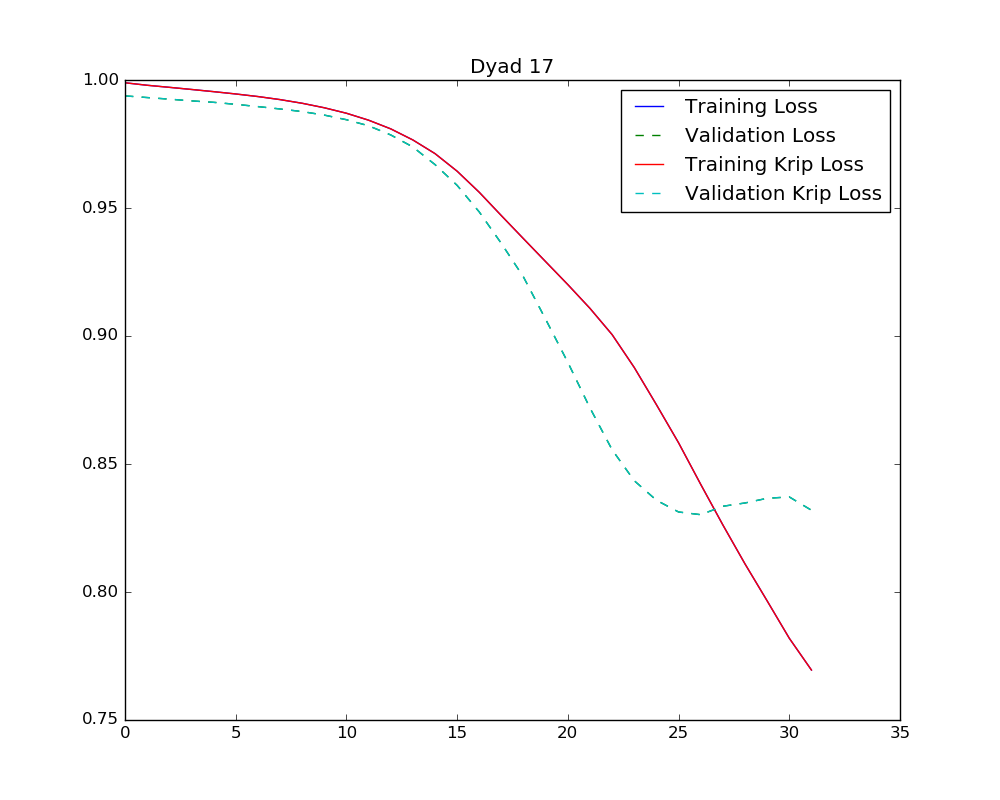 Dyad 17
1.00
0.95
0.90
0.85
0.80
0.75
Training Loss
Validation Loss
Training Krip Loss
Validation Krip Loss
0 5 10 15 20 25 30 35